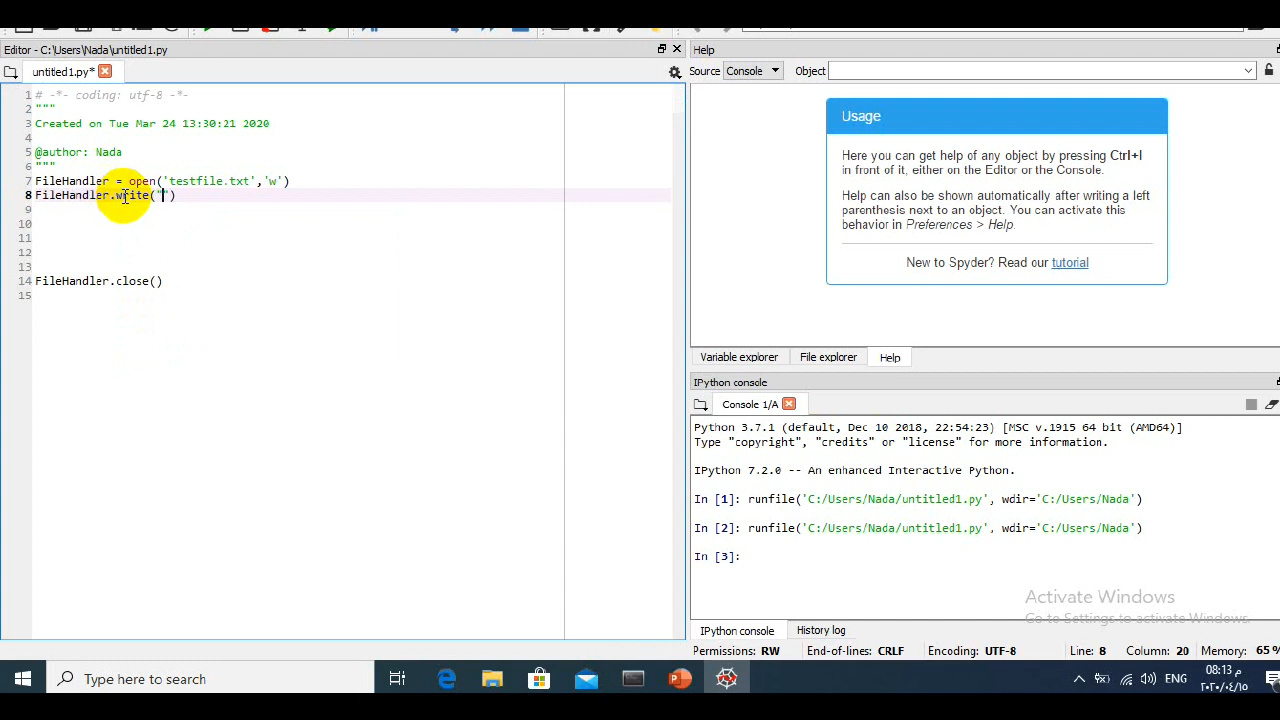 Editor - C:\Users\Nada\untitled1.py
Help
untitled1.py*
Source Console Object
1 # -*- coding: utf-8 -*-
2 """
3 Created on Tue Mar 24 13:30:21 2020
4
5 @author: Nada
6 """
7 FileHandler = open('testfile.txt','w')
8 FileHandler.write("")
9
10
11
12
13
14 FileHandler.close()
15
Usage
Here you can get help of any object by pressing Ctrl+I
in front of it, either on the Editor or the Console.
Help can also be shown automatically after writing a left
parenthesis next to an object. You can activate this
behavior in Preferences > Help.
New to Spyder? Read our tutorial
Variable explorer File explorer Help
IPython console
Console 1/A
Python 3.7.1 (default, Dec 10 2018, 22:54:23) [MSC v.1915 64 bit (AMD64)]
Type "copyright", "credits" or "license" for more information.
IPython 7.2.0 -- An enhanced Interactive Python.
In [1]: runfile('C:/Users/Nada/untitled1.py', wdir='C:/Users/Nada')
In [2]: runfile('C:/Users/Nada/untitled1.py', wdir='C:/Users/Nada')
In [3]:
Activate Windows
Go to Settings to activate Windows.
IPython console History log
Permissions: RW End-of-lines: CRLF Encoding: UTF-8 Line: 8 Column: 20 Memory: 65 %
Type here to search
ENG
08:13 م
٢٠٢٠/٠٤/١٥